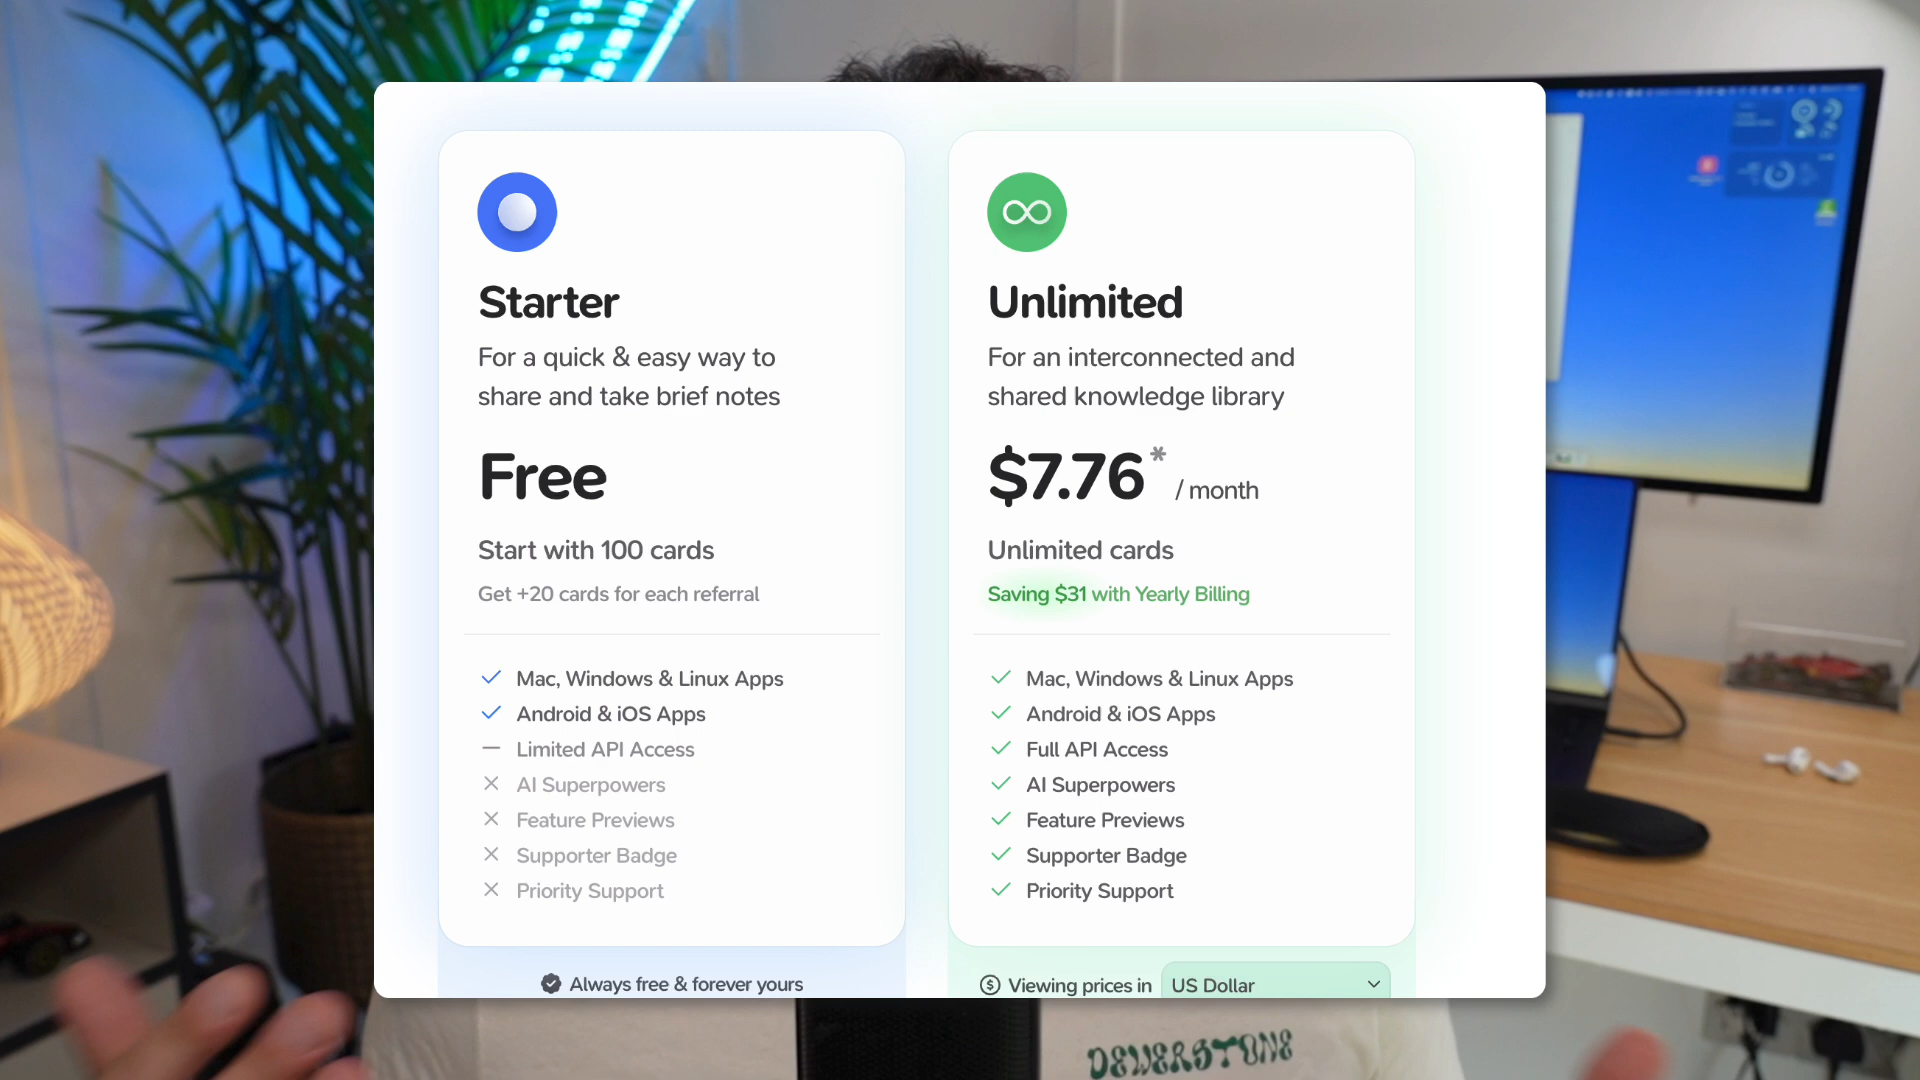 Starter
For a quick & easy way to
share and take brief notes
Free
Start with 100 cards
Get +20 cards for each referral
Mac, Windows & Linux Apps
Android & iOS Apps
Limited API Access
AI Superpowers
Feature Previews
Supporter Badge
Priority Support
Always free & forever yours
Unlimited
For an interconnected and
shared knowledge library
$7.76* / month
Unlimited cards
Saving $31 with Yearly Billing
Mac, Windows & Linux Apps
Android & iOS Apps
Full API Access
AI Superpowers
Feature Previews
Supporter Badge
Priority Support
Viewing prices in US Dollar
DEWERSTONE